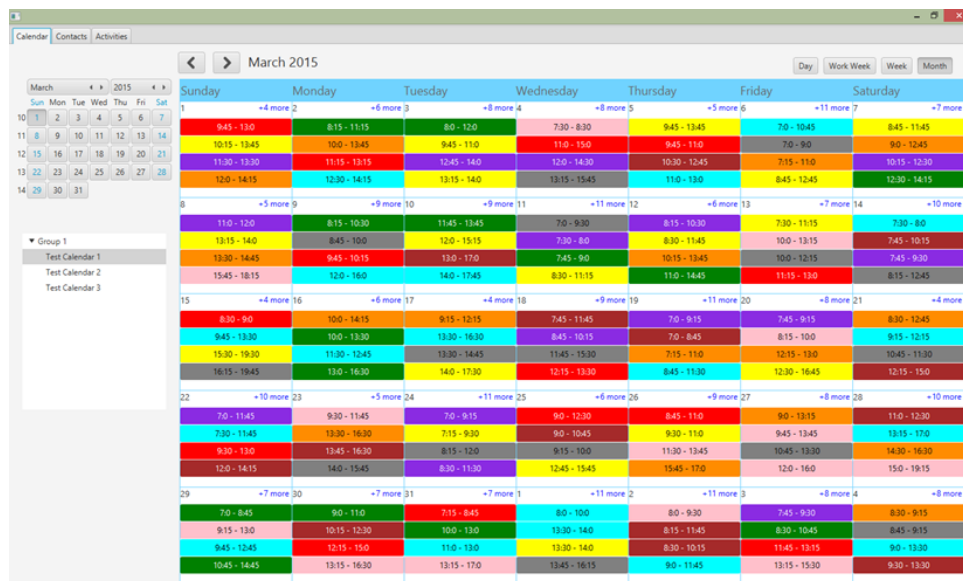 Calendar Contacts Activities
March 2015
Day Work Week Week Month
March 2015
Sun Mon Tue Wed Thu Fri Sat
10 1 2 3 4 5 6 7
11 8 9 10 11 12 13 14
12 15 16 17 18 19 20 21
13 22 23 24 25 26 27 28
14 29 30 31
Group 1
Test Calendar 1
Test Calendar 2
Test Calendar 3
Sunday Monday Tuesday Wednesday Thursday Friday Saturday
1 +4 more 2 +6 more 3 +8 more 4 +8 more 5 +5 more 6 +11 more 7 +7 more
9:45 - 13:0 8:15 - 11:15 8:0 - 12:0 7:30 - 8:30 9:45 - 13:45 7:0 - 10:45 8:45 - 11:45
10:15 - 13:45 10:0 - 13:45 9:45 - 11:0 11:0 - 15:0 9:45 - 11:0 7:0 - 9:0 9:0 - 12:45
11:30 - 13:30 11:15 - 13:15 12:45 - 14:0 12:0 - 14:30 10:30 - 12:45 7:15 - 11:0 10:15 - 12:30
12:0 - 14:15 12:30 - 14:15 13:15 - 14:0 13:15 - 15:45 11:0 - 13:0 8:45 - 12:45 12:30 - 14:15
8 +5 more 9 +9 more 10 +9 more 11 +11 more 12 +6 more 13 +7 more 14 +10 more
11:0 - 12:0 8:15 - 10:30 11:45 - 13:45 7:0 - 9:30 8:15 - 10:30 7:30 - 11:15 7:30 - 8:0
13:15 - 14:0 8:45 - 10:0 12:0 - 15:15 7:30 - 8:0 8:30 - 11:45 10:0 - 13:15 7:45 - 10:15
13:30 - 14:45 9:45 - 10:15 13:0 - 17:0 7:45 - 9:0 10:15 - 13:45 10:0 - 12:15 7:45 - 9:30
15:45 - 18:15 12:0 - 16:0 14:0 - 17:45 8:30 - 11:15 11:0 - 14:45 11:15 - 13:0 8:15 - 12:45
15 +4 more 16 +6 more 17 +4 more 18 +9 more 19 +11 more 20 +8 more 21 +4 more
8:30 - 9:0 10:0 - 14:15 9:15 - 12:15 7:45 - 11:45 7:0 - 9:15 7:45 - 9:15 8:30 - 12:45
9:45 - 13:30 10:0 - 13:30 13:30 - 16:30 8:45 - 10:15 7:0 - 8:45 8:15 - 10:0 9:15 - 12:15
15:30 - 19:30 11:30 - 12:45 13:30 - 14:45 11:45 - 15:30 7:15 - 11:0 12:15 - 13:0 10:45 - 11:30
16:15 - 19:45 13:0 - 16:30 14:0 - 17:30 12:15 - 13:30 8:45 - 11:30 12:30 - 16:45 12:15 - 15:0
22 +10 more 23 +5 more 24 +11 more 25 +6 more 26 +9 more 27 +8 more 28 +10 more
7:0 - 11:45 9:30 - 11:45 7:0 - 9:15 9:0 - 12:30 8:45 - 11:0 9:0 - 13:15 11:0 - 12:30
7:30 - 11:45 13:30 - 16:30 7:15 - 9:30 9:0 - 10:45 9:30 - 11:0 9:45 - 13:45 13:15 - 17:0
9:30 - 13:0 13:45 - 16:30 8:15 - 12:0 9:15 - 10:0 11:30 - 13:45 10:45 - 13:30 14:30 - 16:30
12:0 - 14:15 14:0 - 15:45 8:30 - 11:30 12:45 - 15:45 15:45 - 17:0 12:0 - 16:0 15:0 - 19:15
29 +7 more 30 +7 more 31 +7 more 1 +11 more 2 +11 more 3 +8 more 4 +8 more
7:0 - 8:45 9:0 - 11:0 7:15 - 8:45 8:0 - 10:0 8:0 - 9:30 7:45 - 9:30 8:30 - 9:15
9:15 - 13:0 10:15 - 12:30 10:0 - 13:0 13:30 - 14:0 8:15 - 11:45 8:30 - 10:45 8:45 - 9:15
9:45 - 12:45 12:15 - 15:0 11:0 - 13:0 13:30 - 14:0 8:30 - 10:15 11:45 - 13:15 9:0 - 13:30
10:45 - 14:45 13:15 - 16:30 13:15 - 17:0 13:45 - 16:15 9:0 - 11:45 13:15 - 15:30 9:30 - 13:30